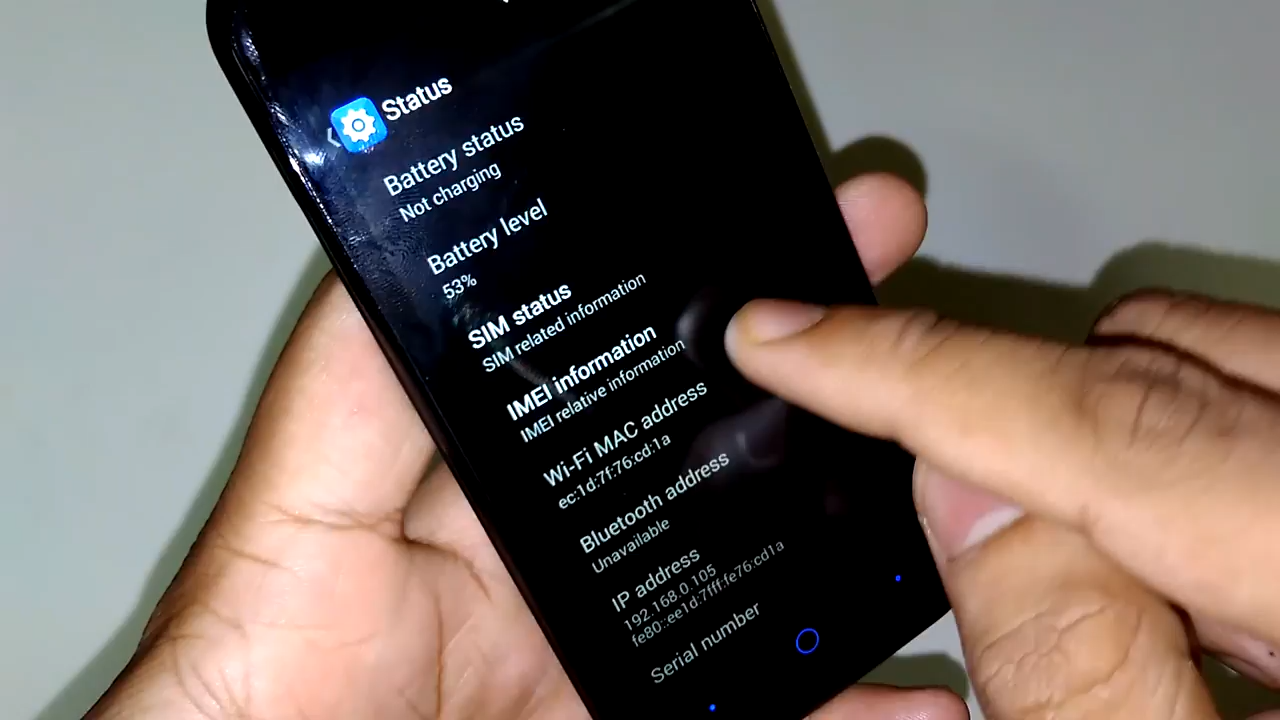 Status
Battery status
Not charging
Battery level
53%
SIM status
SIM related information
IMEI information
IMEI relative information
Wi-Fi MAC address
ec:1d:7f:76:cd:1a
Bluetooth address
Unavailable
IP address
192.168.0.105
fe80::ee1d:7fff:fe76:cd1a
Serial number